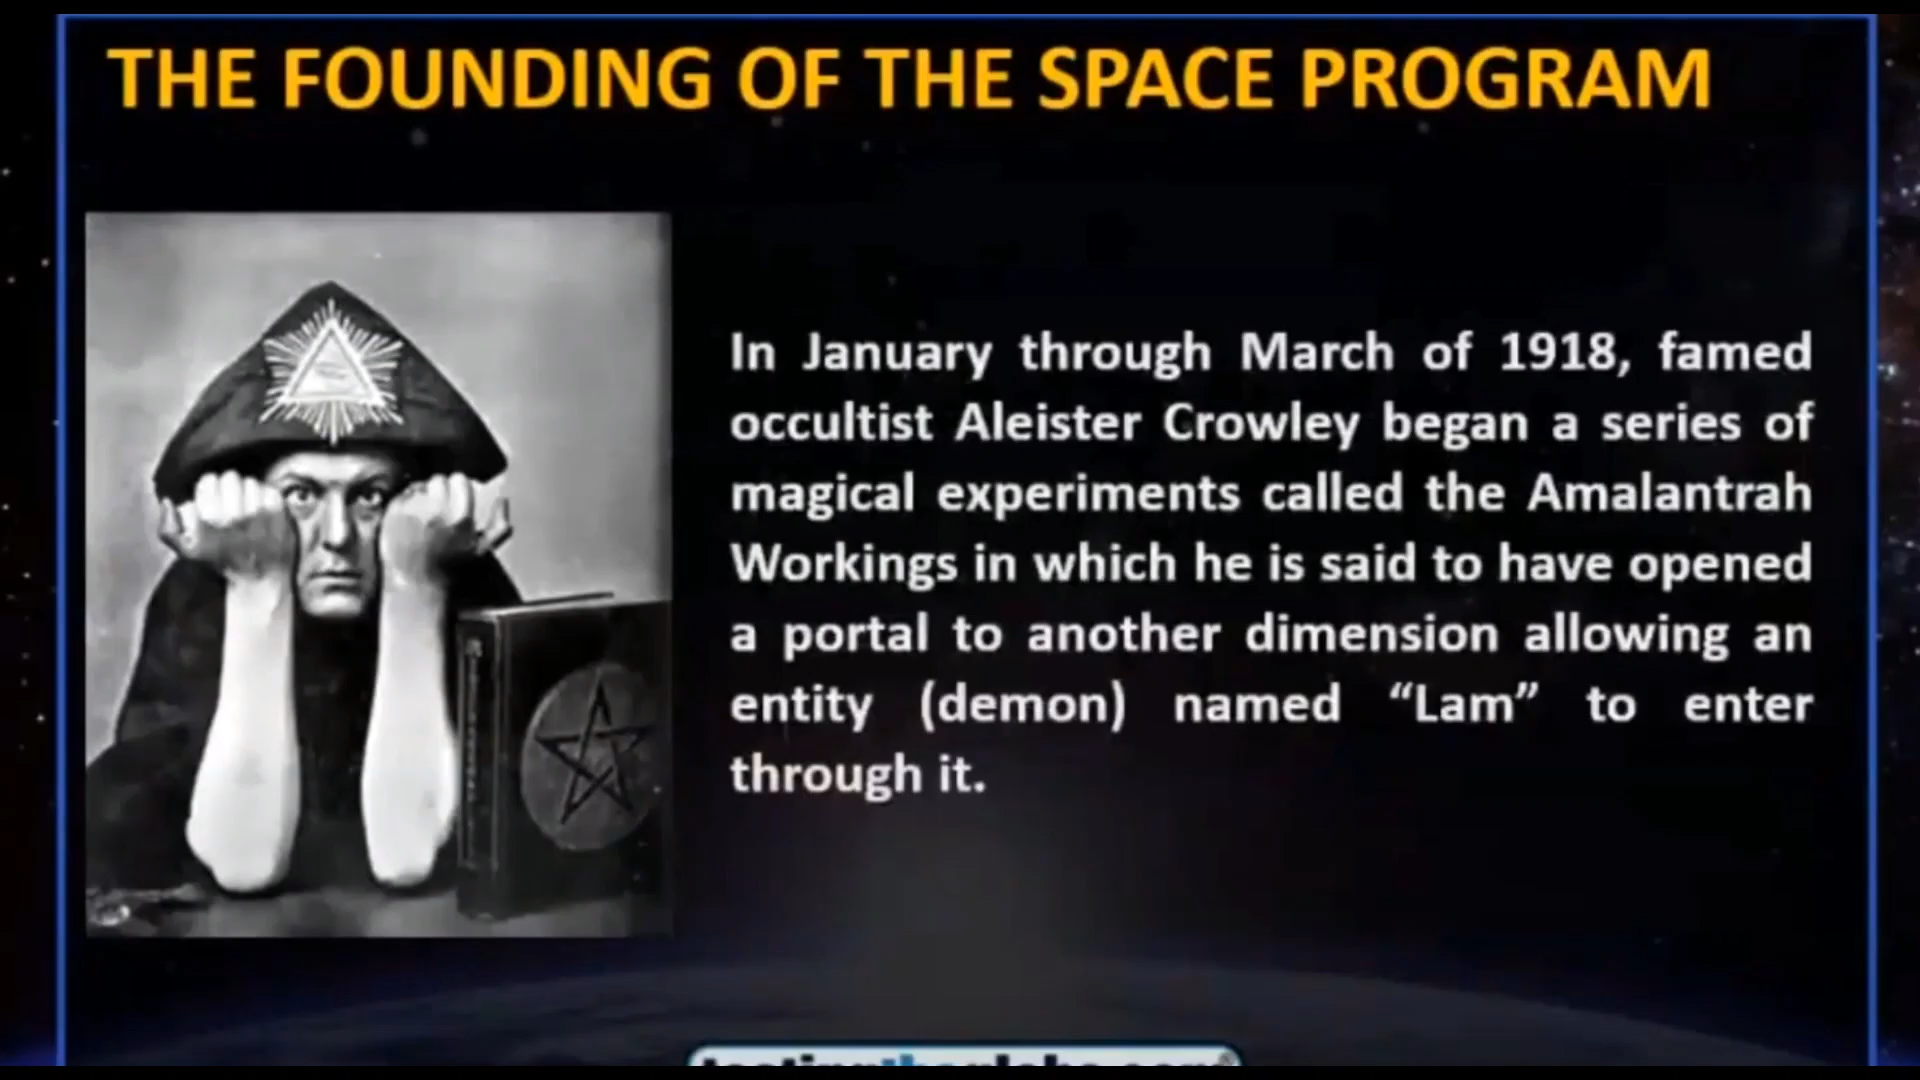 THE FOUNDING OF THE SPACE PROGRAM
In January through March of 1918, famed
occultist Aleister Crowley began a series of
magical experiments called the Amalantrah
Workings in which he is said to have opened
a portal to another dimension allowing an
entity (demon) named “Lam” to enter
through it.